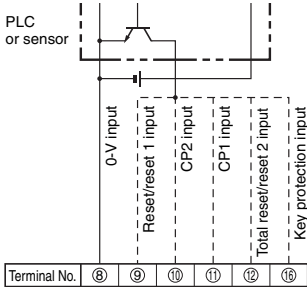 PLC
or sensor
0-V input
Reset/reset 1 input
CP2 input
CP1 input
Total reset/reset 2 input
Key protection input
Terminal No. ⑧ ⑨ ⑩ ⑪ ⑫ ⑯